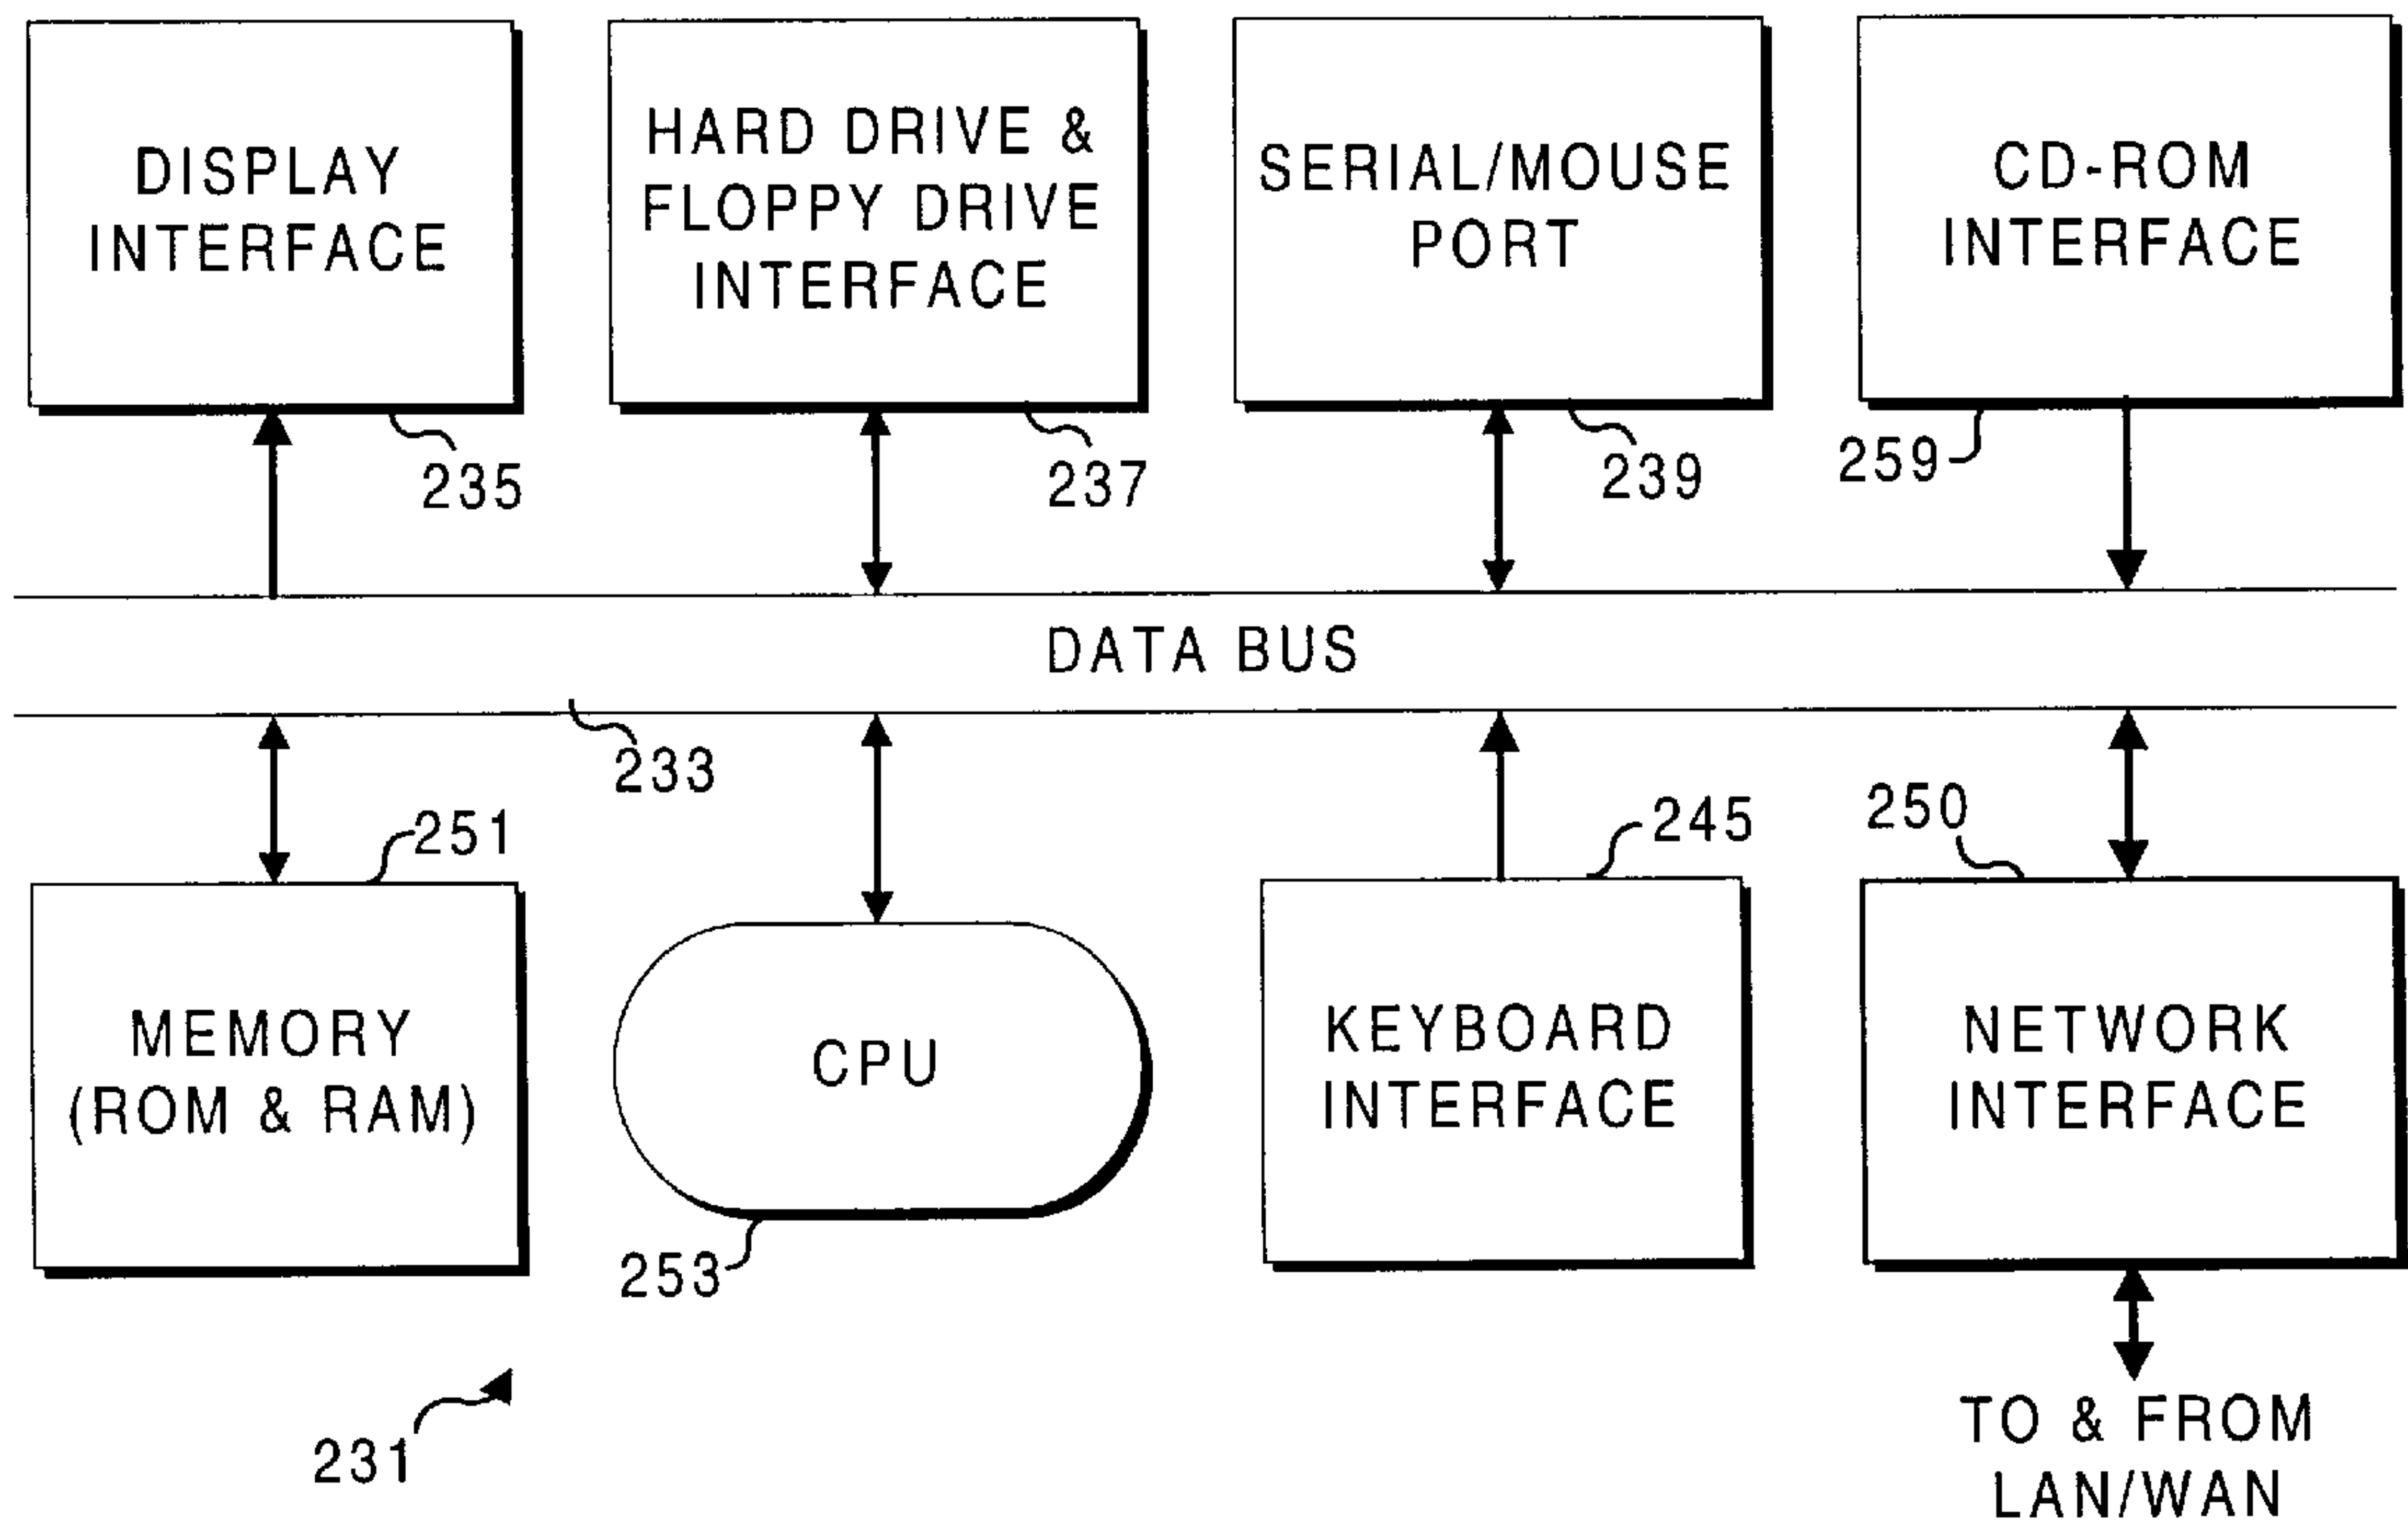 DISPLAY
INTERFACE
235
HARD DRIVE &
FLOPPY DRIVE
INTERFACE
237
SERIAL/MOUSE
PORT
239
CD-ROM
INTERFACE
259
DATA BUS
233
MEMORY
(ROM & RAM)
251
CPU
253
KEYBOARD
INTERFACE
245
NETWORK
INTERFACE
250
TO & FROM
LAN/WAN
231